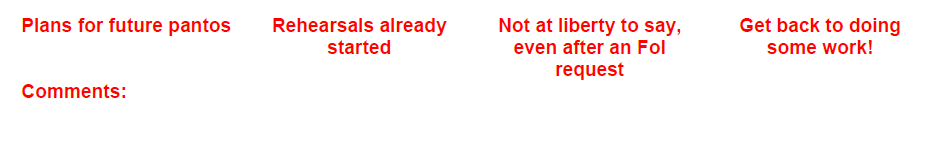 Plans for future pantos
Rehearsals already
started
Not at liberty to say,
even after an FoI
request
Get back to doing
some work!
Comments: